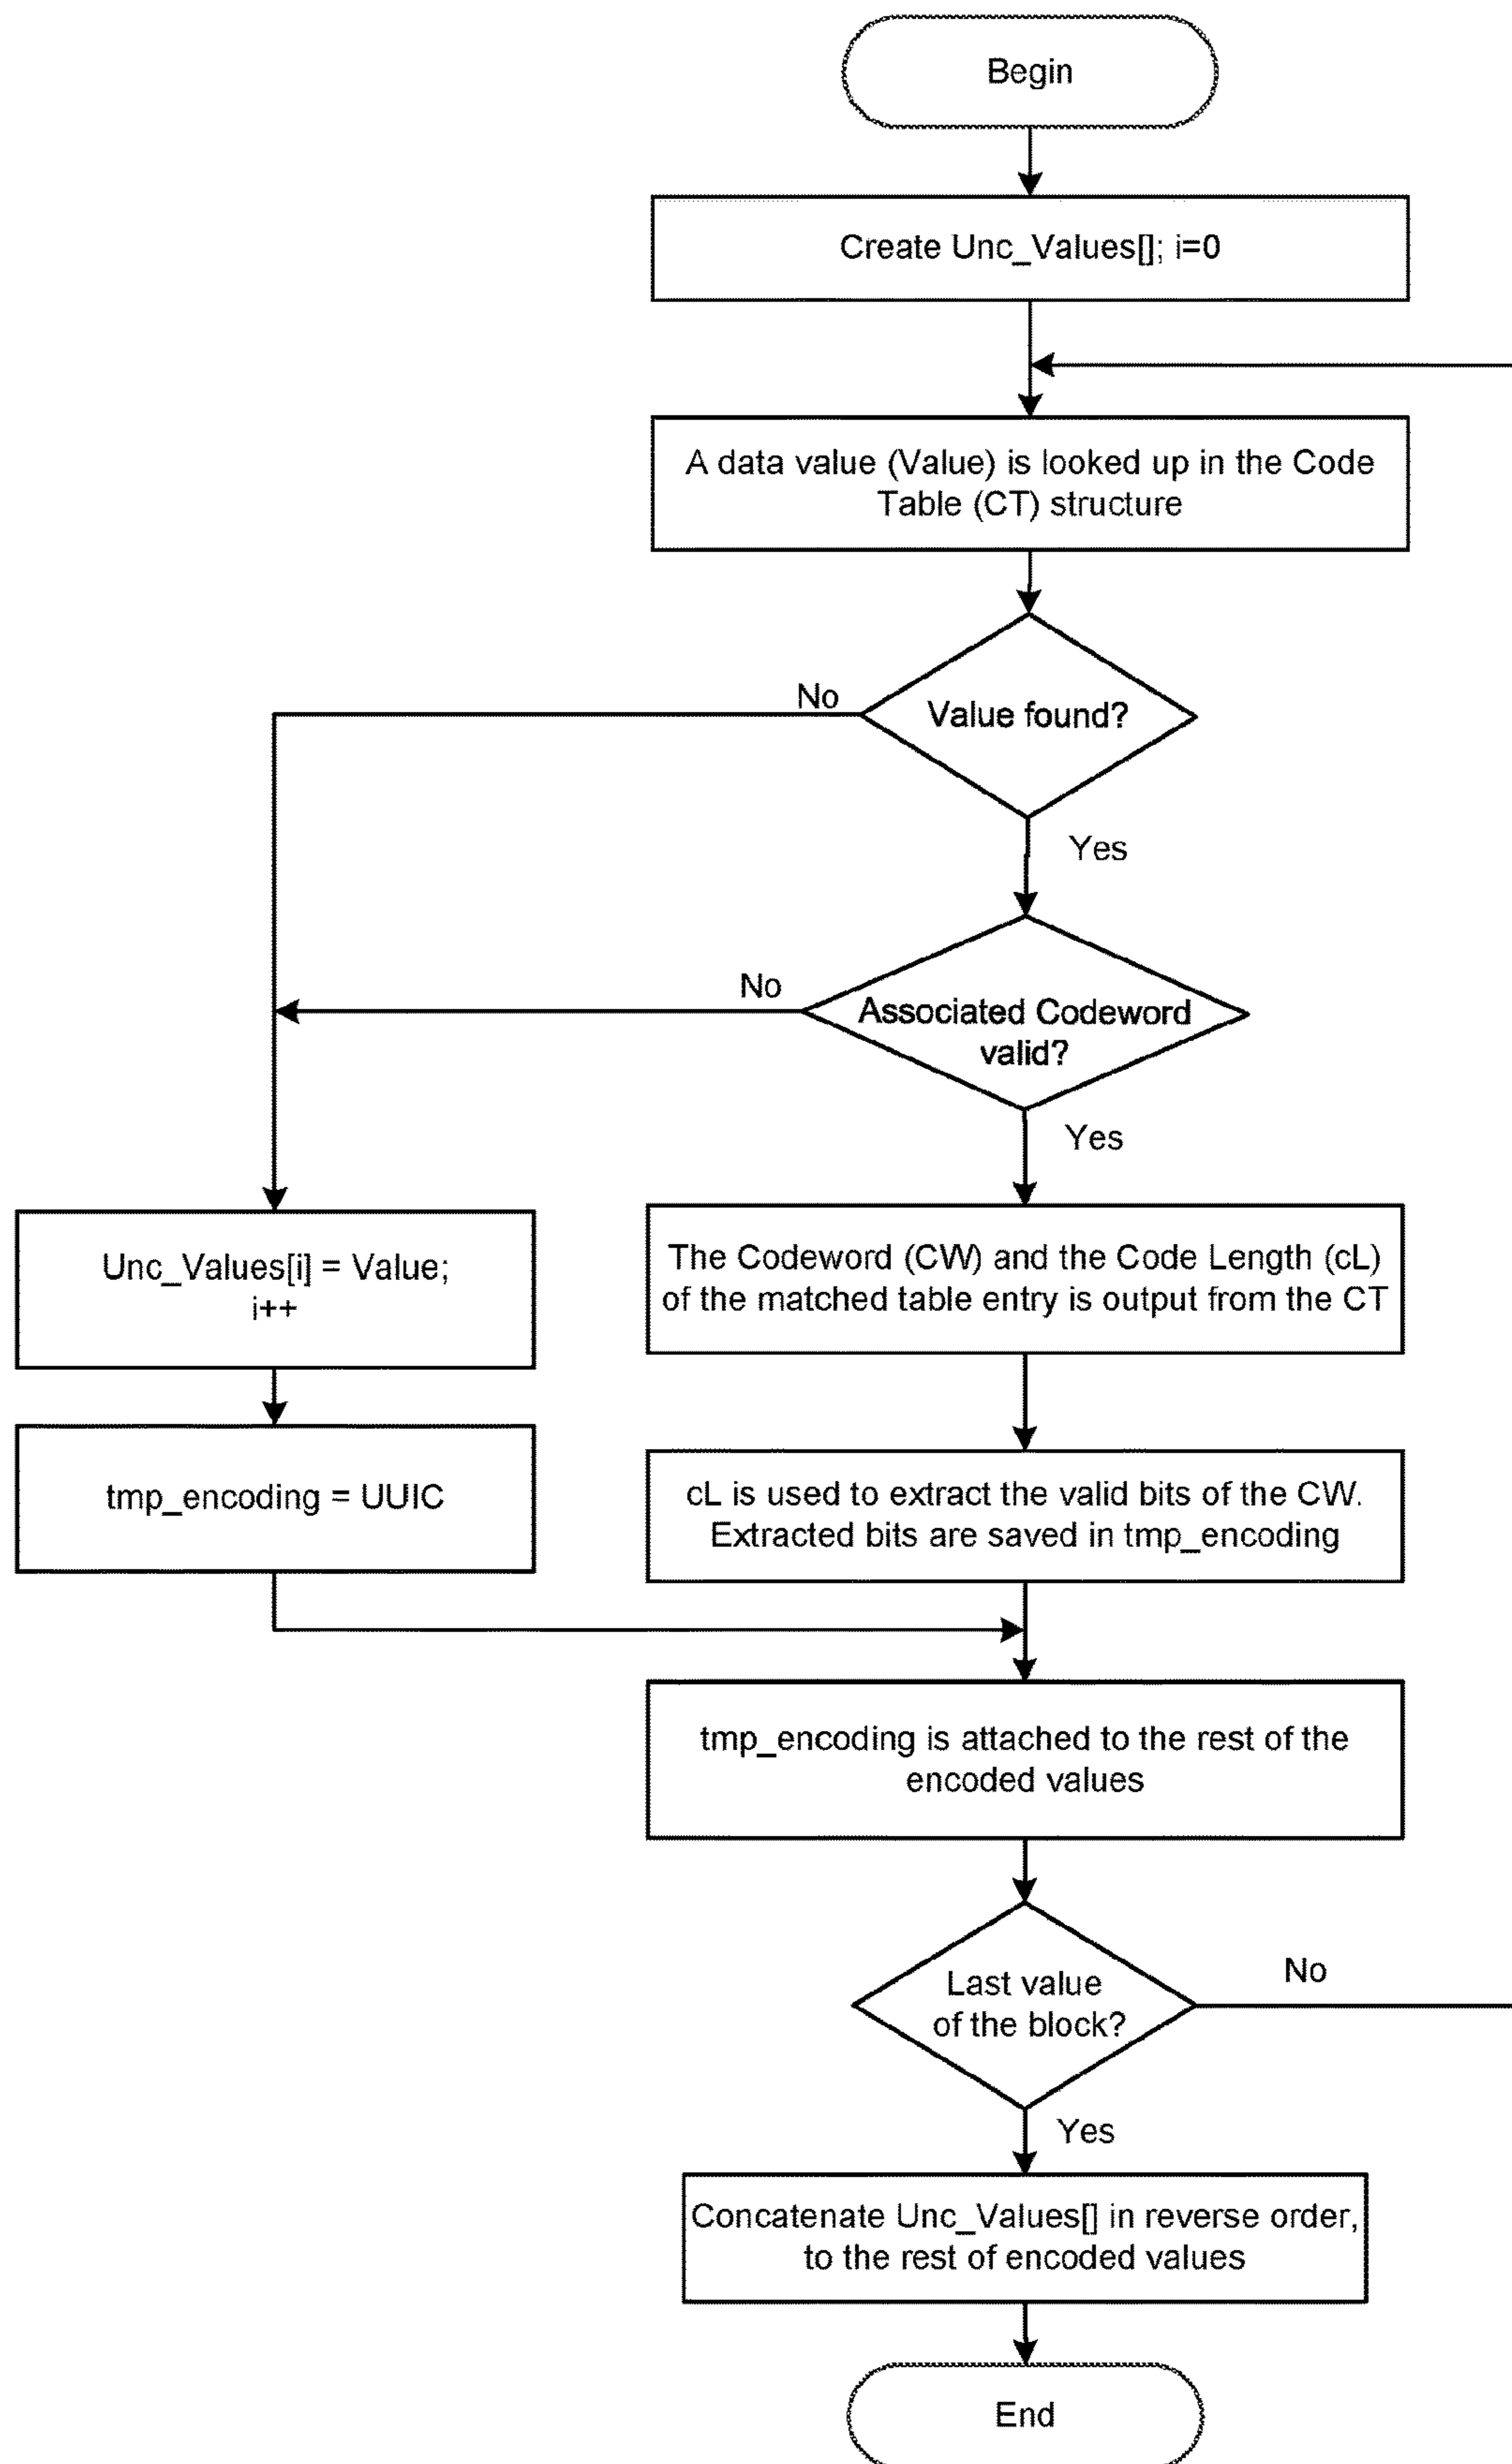 Begin
Create Unc_Values[]; i=0
A data value (Value) is looked up in the Code
Table (CT) structure
No
Value found?
Yes
No
Associated Codeword
valid?
Yes
Unc_Values[i] = Value;
i++
The Codeword (CW) and the Code Length (cL)
of the matched table entry is output from the CT
tmp_encoding = UUIC
cL is used to extract the valid bits of the CW.
Extracted bits are saved in tmp_encoding
tmp_encoding is attached to the rest of the
encoded values
Last value
of the block?
No
Yes
Concatenate Unc_Values[] in reverse order,
to the rest of encoded values
End